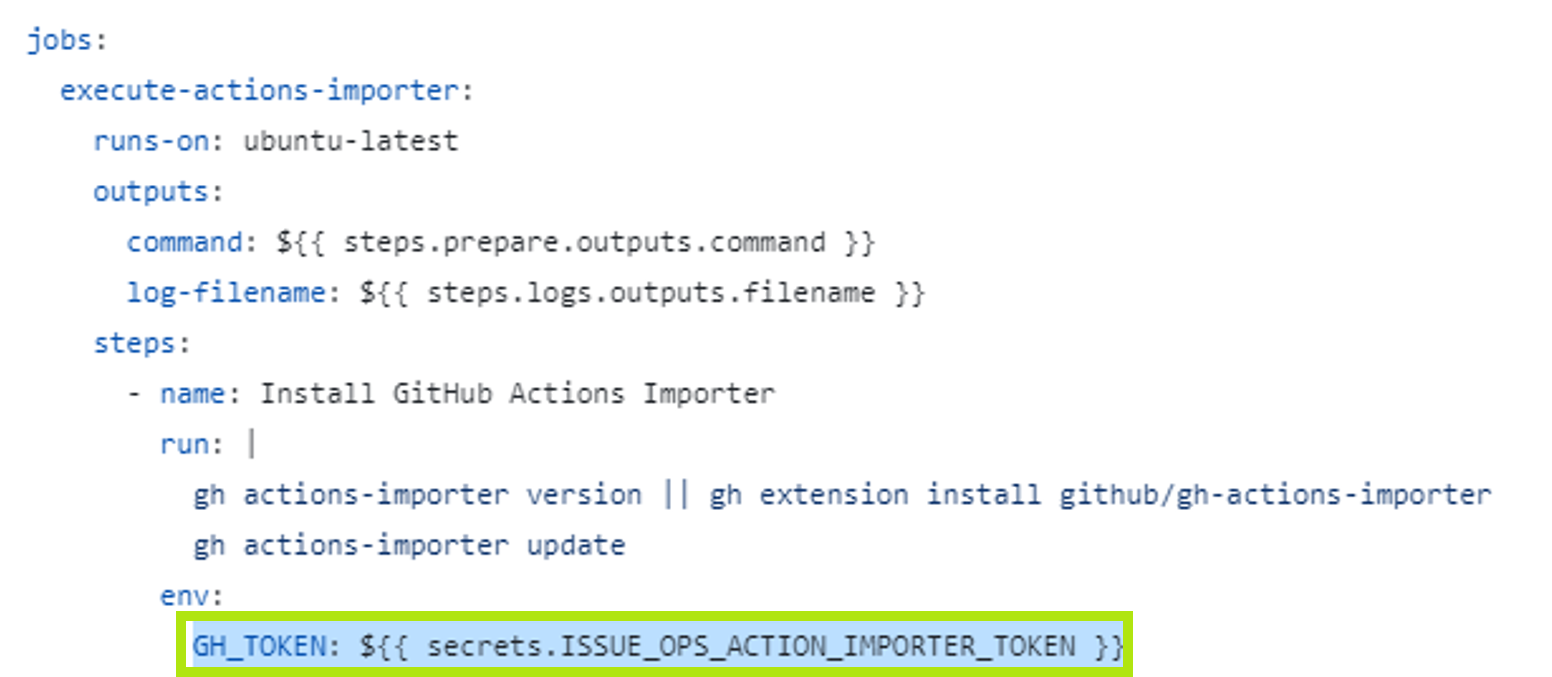 jobs:
  execute-actions-importer:
    runs-on: ubuntu-latest
    outputs:
      command: ${{ steps.prepare.outputs.command }}
      log-filename: ${{ steps.logs.outputs.filename }}
    steps:
      - name: Install GitHub Actions Importer
        run: |
          gh actions-importer version || gh extension install github/gh-actions-importer
          gh actions-importer update
        env:
          GH_TOKEN: ${{ secrets.ISSUE_OPS_ACTION_IMPORTER_TOKEN }}